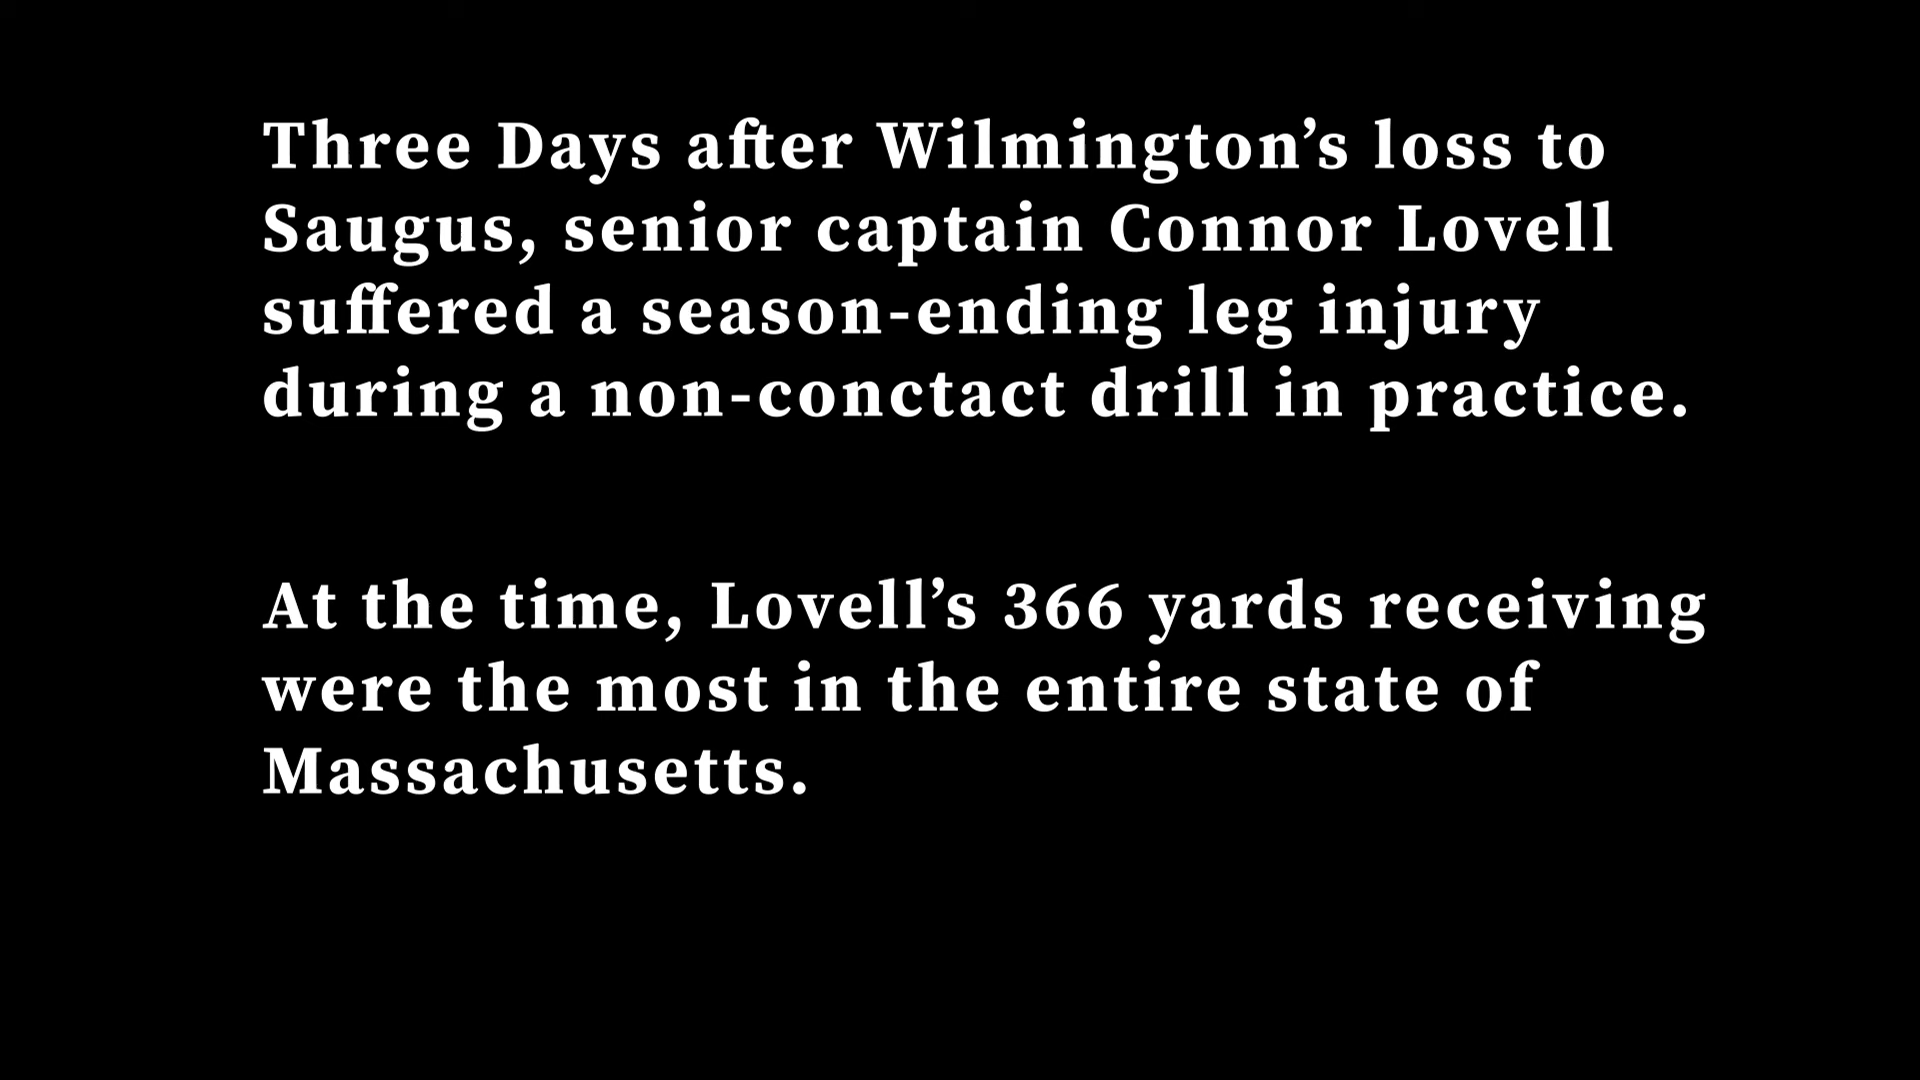 Three Days after Wilmington’s loss to
Saugus, senior captain Connor Lovell
suffered a season-ending leg injury
during a non-conctact drill in practice.
At the time, Lovell’s 366 yards receiving
were the most in the entire state of
Massachusetts.